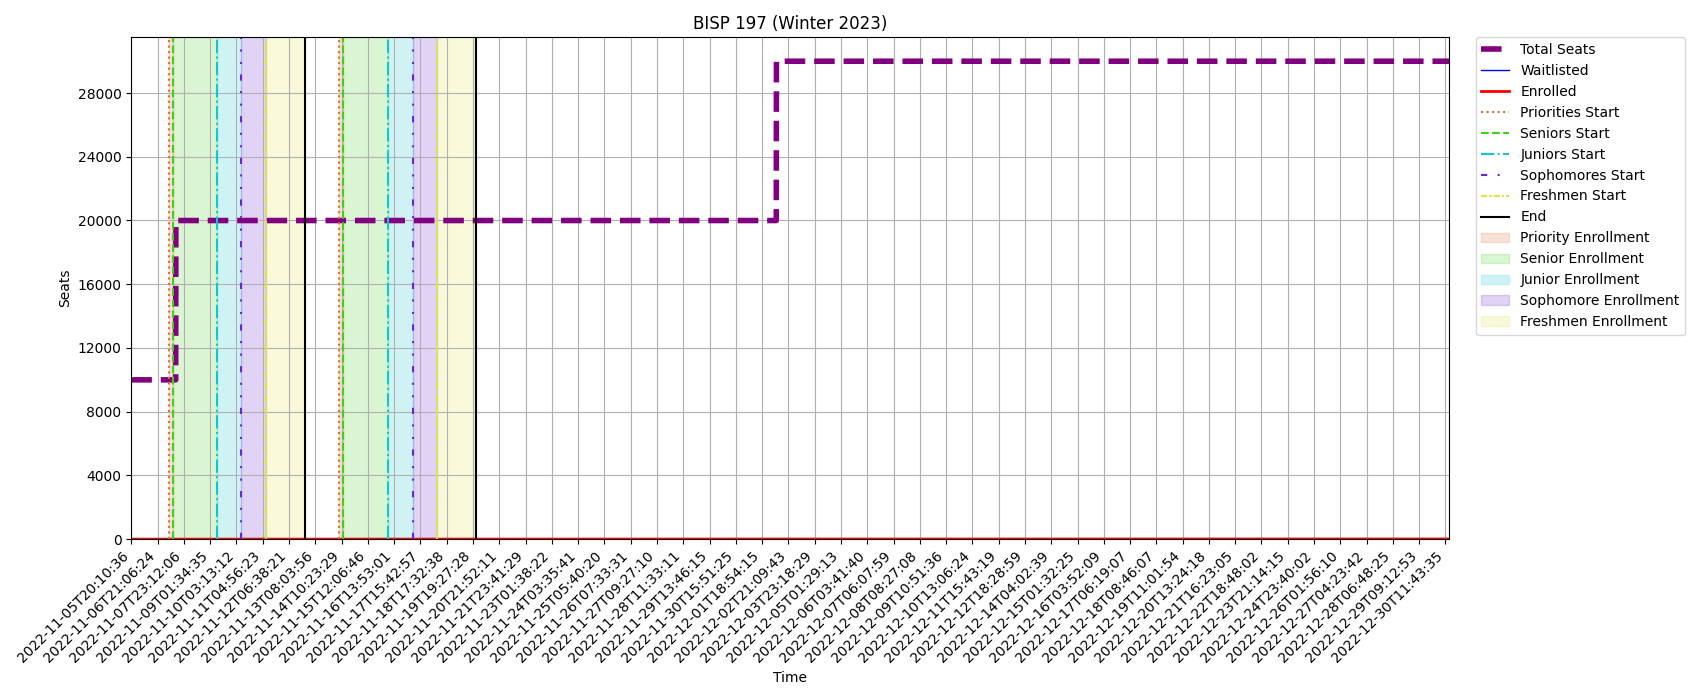 BISP 197 (Winter 2023)
Seats
28000
24000
20000
16000
12000
8000
4000
0
2022-11-05T20:10:36
2022-11-06T21:06:24
2022-11-07T23:12:06
2022-11-09T01:34:35
2022-11-10T03:13:12
2022-11-11T04:56:23
2022-11-12T06:38:21
2022-11-13T08:03:56
2022-11-14T10:23:29
2022-11-15T12:06:46
2022-11-16T13:53:01
2022-11-17T15:42:57
2022-11-18T17:32:38
2022-11-19T19:27:28
2022-11-20T21:52:11
2022-11-21T23:41:29
2022-11-23T01:38:22
2022-11-24T03:35:41
2022-11-25T05:40:20
2022-11-26T07:33:31
2022-11-27T09:27:10
2022-11-28T11:33:11
2022-11-29T13:46:15
2022-11-30T15:51:25
2022-12-01T18:54:15
2022-12-02T21:09:43
2022-12-03T23:18:29
2022-12-05T01:29:13
2022-12-06T03:41:40
2022-12-07T06:07:59
2022-12-08T08:27:08
2022-12-09T10:51:36
2022-12-10T13:06:24
2022-12-11T15:43:19
2022-12-12T18:28:59
2022-12-14T04:02:39
2022-12-15T01:32:25
2022-12-16T03:52:09
2022-12-17T06:19:07
2022-12-18T08:46:07
2022-12-19T11:01:54
2022-12-20T13:24:18
2022-12-21T16:23:05
2022-12-22T18:48:02
2022-12-23T21:14:15
2022-12-24T23:40:02
2022-12-26T01:56:10
2022-12-27T04:23:42
2022-12-28T06:48:25
2022-12-29T09:12:53
2022-12-30T11:43:35
Time
Total Seats
Waitlisted
Enrolled
Priorities Start
Seniors Start
Juniors Start
Sophomores Start
Freshmen Start
End
Priority Enrollment
Senior Enrollment
Junior Enrollment
Sophomore Enrollment
Freshmen Enrollment